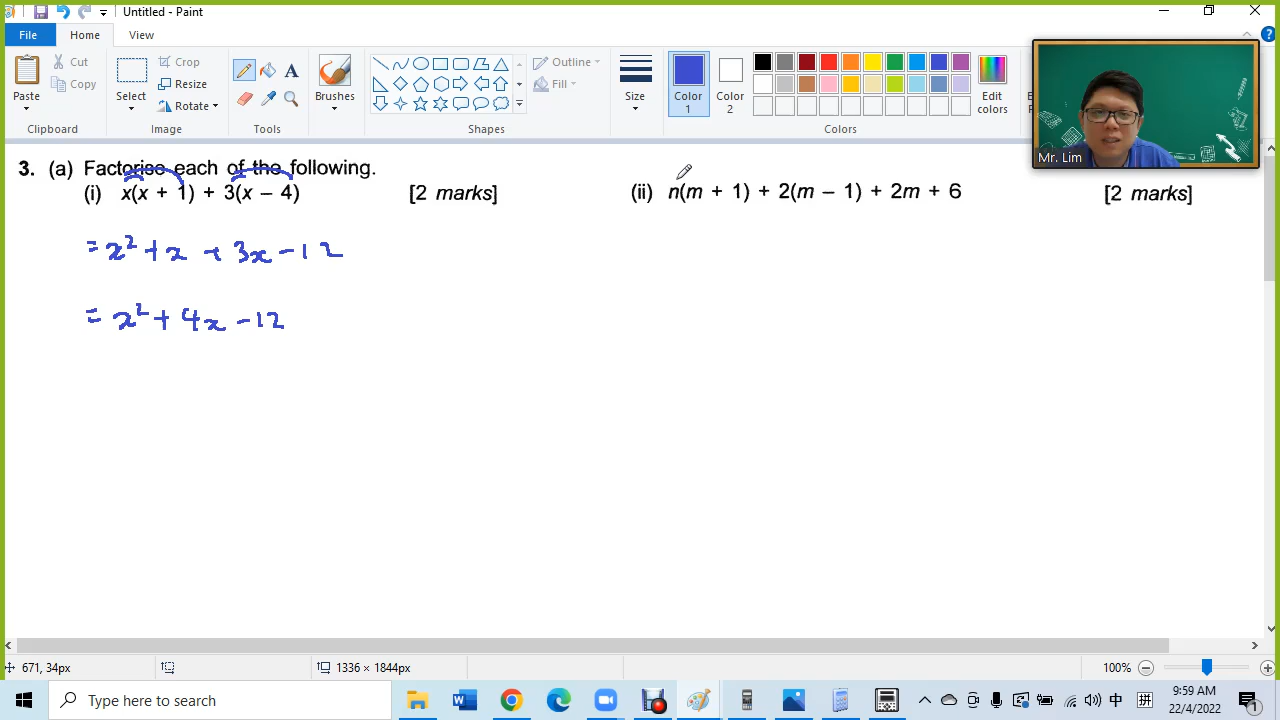 Untitled - Paint
File Home View
Paste Cut Copy Clipboard
Select Crop Resize Rotate Image
Tools
Brushes
Shapes Outline Fill
Size
Color 1 Color 2 Colors Edit colors
Mr. Lim
3. (a) Factorise each of the following.
(i) x(x + 1) + 3(x – 4) [2 marks] (ii) n(m + 1) + 2(m – 1) + 2m + 6 [2 marks]
= x² + x + 3x - 12
= x² + 4x - 12
671, 34px 1336 × 1844px 100%
Type here to search
中 拼 9:59 AM
22/4/2022 1